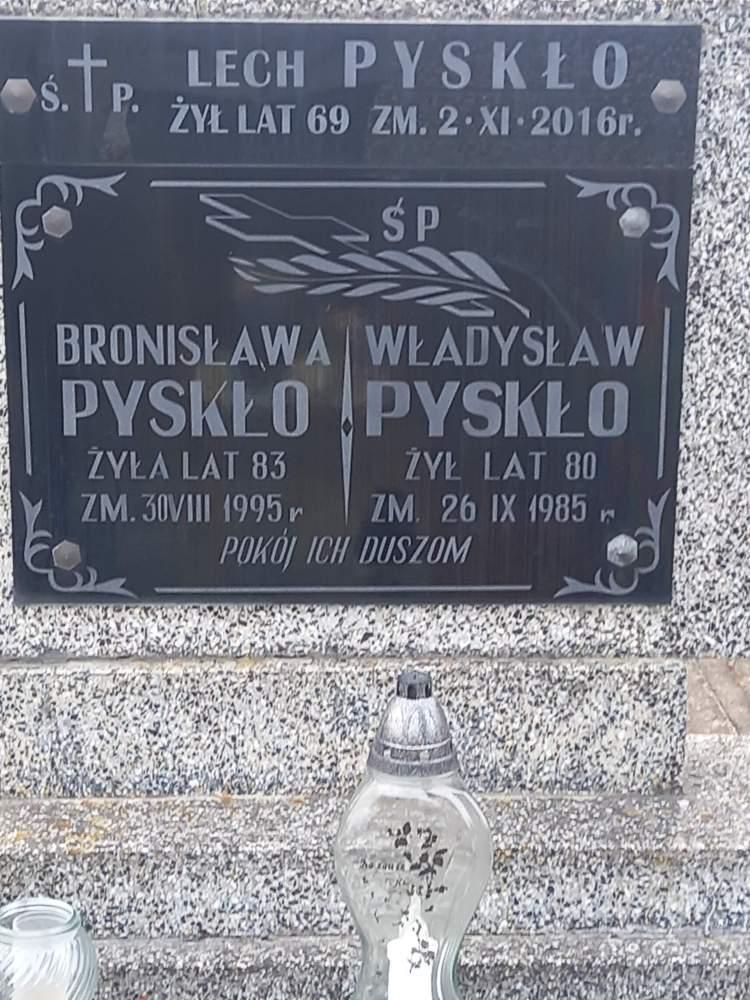 Ś. P. LECH PYSKŁO
ŻYŁ LAT 69 ZM. 2·XI·2016r.
ŚP
BRONISŁAWA
PYSKŁO
ŻYŁA LAT 83
ZM. 30VIII 1995r
WŁADYSŁAW
PYSKŁO
ŻYŁ LAT 80
ZM. 26 IX 1985 r
POKÓJ ICH DUSZOM